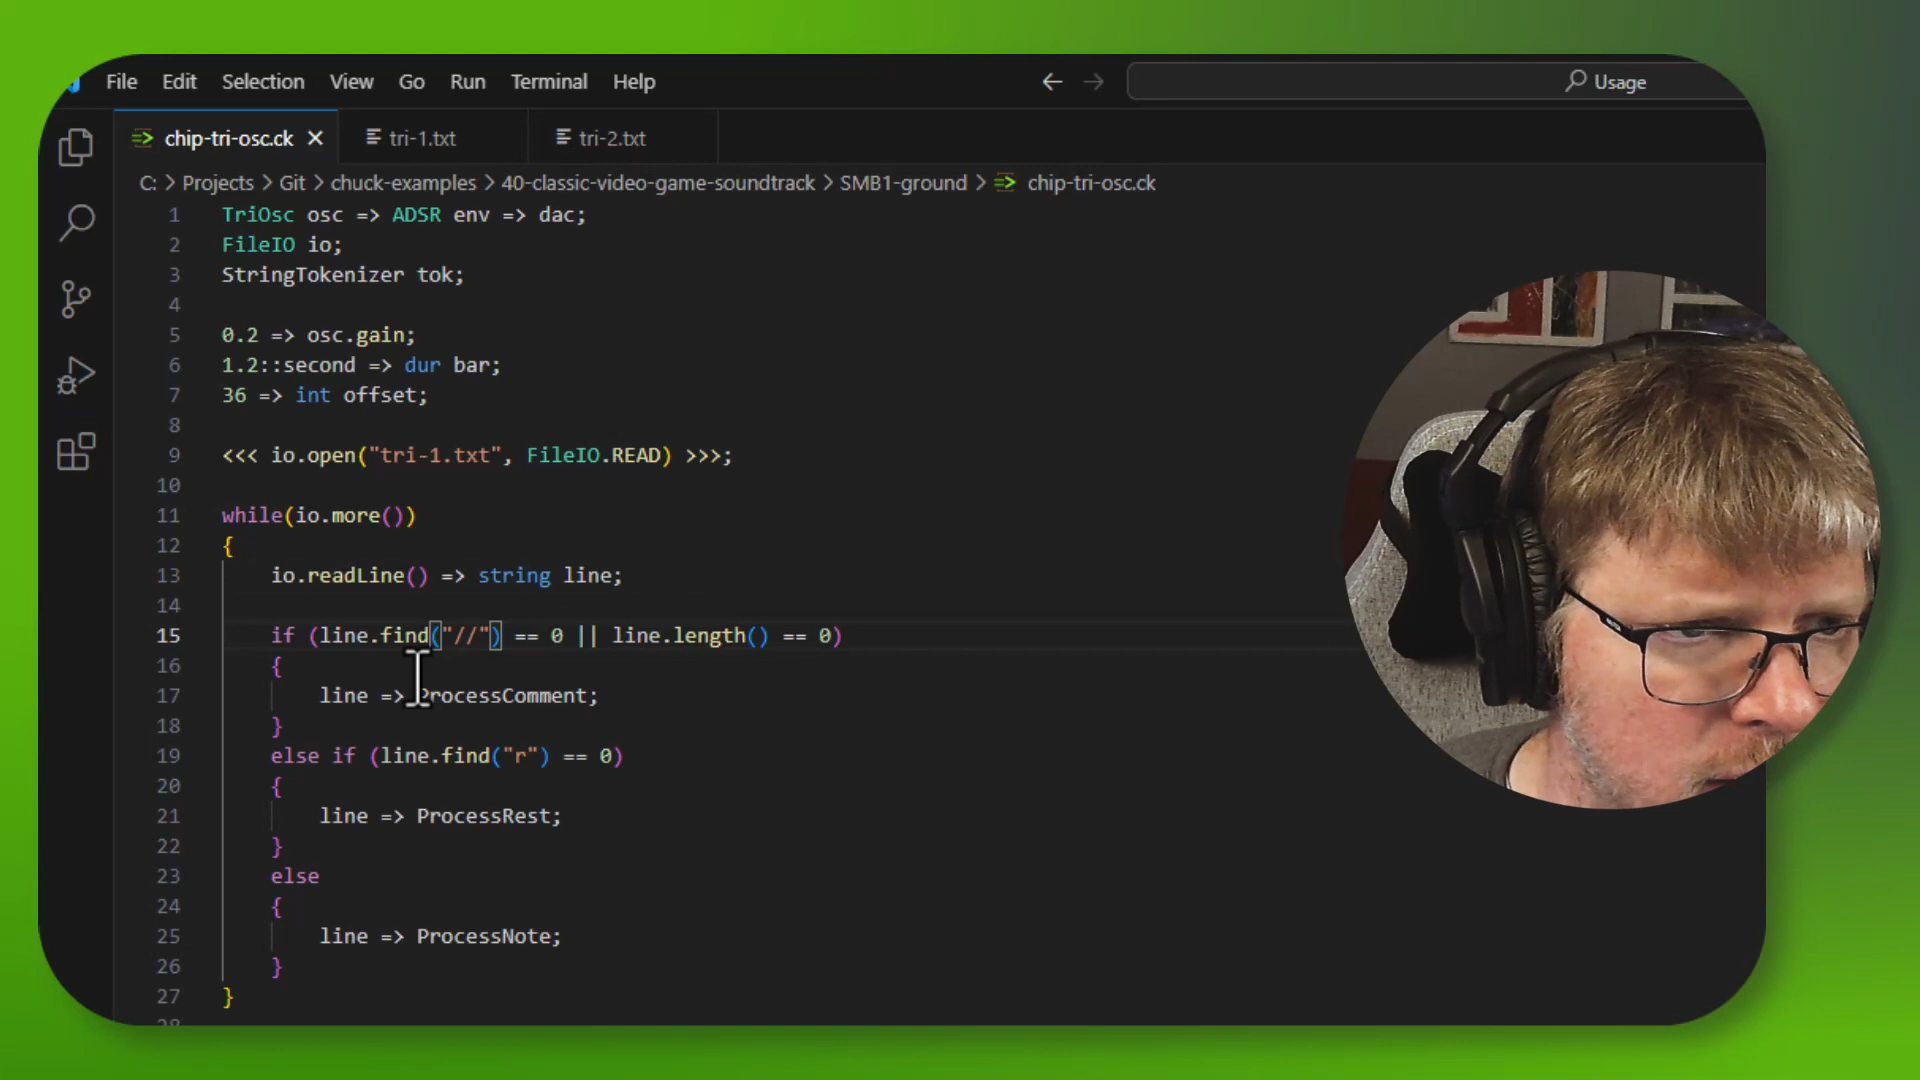 File Edit Selection View Go Run Terminal Help Usage
chip-tri-osc.ck tri-1.txt tri-2.txt
C: > Projects > Git > chuck-examples > 40-classic-video-game-soundtrack > SMB1-ground > chip-tri-osc.ck
1 TriOsc osc => ADSR env => dac;
2 FileIO io;
3 StringTokenizer tok;
4
5 0.2 => osc.gain;
6 1.2::second => dur bar;
7 36 => int offset;
8
9 <<< io.open("tri-1.txt", FileIO.READ) >>>;
10
11 while(io.more())
12 {
13 io.readLine() => string line;
14
15 if (line.find("//") == 0 || line.length() == 0)
16 {
17 line => ProcessComment;
18 }
19 else if (line.find("r") == 0)
20 {
21 line => ProcessRest;
22 }
23 else
24 {
25 line => ProcessNote;
26 }
27 }
28